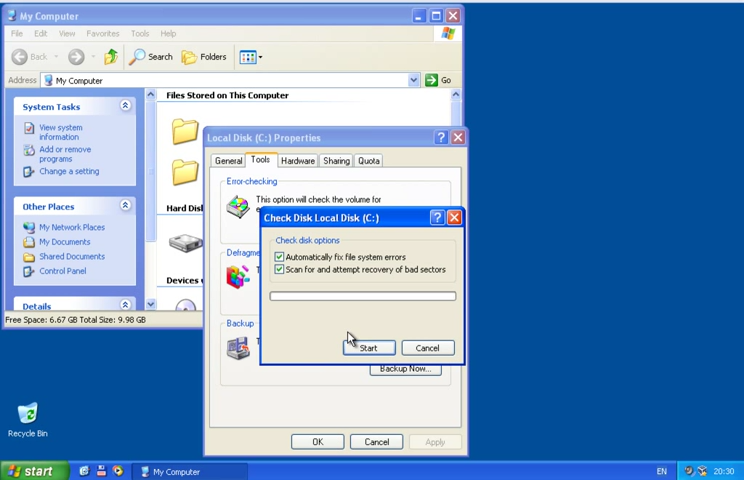 My Computer
File Edit View Favorites Tools Help
Back Search Folders
Address My Computer Go
System Tasks
View system
information
Add or remove
programs
Change a setting
Other Places
My Network Places
My Documents
Shared Documents
Control Panel
Details
Files Stored on This Computer
Hard Dis
Devices
Free Space: 6.67 GB Total Size: 9.98 GB
Local Disk (C:) Properties
General Tools Hardware Sharing Quota
Error-checking
This option will check the volume for
Defragme
Backup
Backup Now...
OK Cancel Apply
Check Disk Local Disk (C:)
Check disk options
Automatically fix file system errors
Scan for and attempt recovery of bad sectors
Start Cancel
Recycle Bin
start My Computer EN 20:30